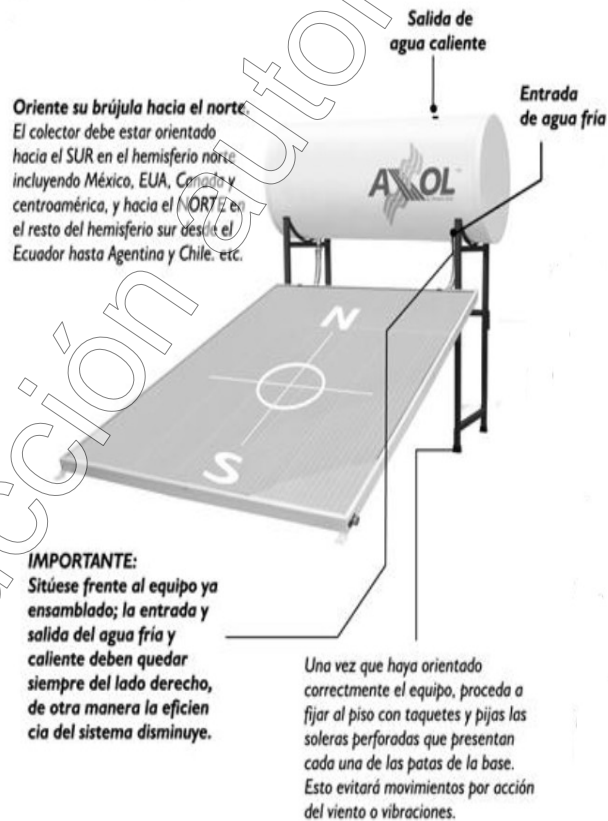 Salida de
agua caliente
Entrada
de agua fría
Oriente su brújula hacia el norte.
El colector debe estar orientado
hacia el SUR en el hemisferio norte
incluyendo México, EUA, Canada y
centroamérica, y hacia el NORTE en
el resto del hemisferio sur desde el
Ecuador hasta Agentina y Chile. etc.
AXOL
N
S
IMPORTANTE:
Sitúese frente al equipo ya
ensamblado; la entrada y
salida del agua fría y
caliente deben quedar
siempre del lado derecho,
de otra manera la eficien
cia del sistema disminuye.
Una vez que haya orientado
correctamente el equipo, proceda a
fijar al piso con taquetes y pijas las
soleras perforadas que presentan
cada una de las patas de la base.
Esto evitará movimientos por acción
del viento o vibraciones.